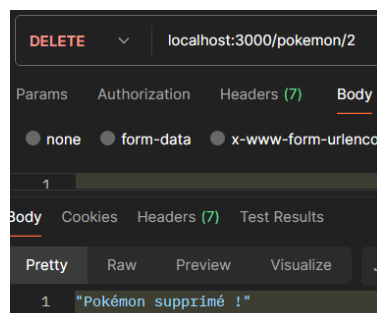 DELETE localhost:3000/pokemon/2
Params Authorization Headers (7) Body
none form-data x-www-form-urlenco
1
Body Cookies Headers (7) Test Results
Pretty Raw Preview Visualize
1 "Pokémon supprimé !"